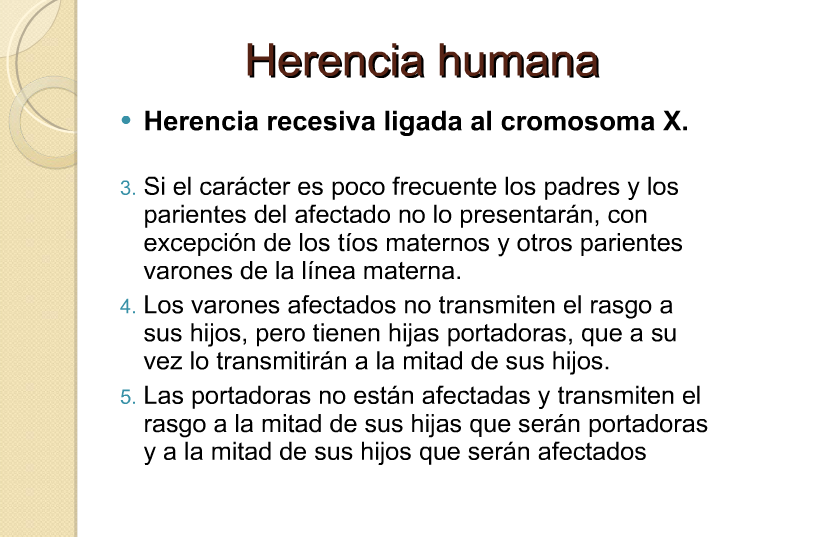 Herencia humana
• Herencia recesiva ligada al cromosoma X.
3. Si el carácter es poco frecuente los padres y los
parientes del afectado no lo presentarán, con
excepción de los tíos maternos y otros parientes
varones de la línea materna.
4. Los varones afectados no transmiten el rasgo a
sus hijos, pero tienen hijas portadoras, que a su
vez lo transmitirán a la mitad de sus hijos.
5. Las portadoras no están afectadas y transmiten el
rasgo a la mitad de sus hijas que serán portadoras
y a la mitad de sus hijos que serán afectados